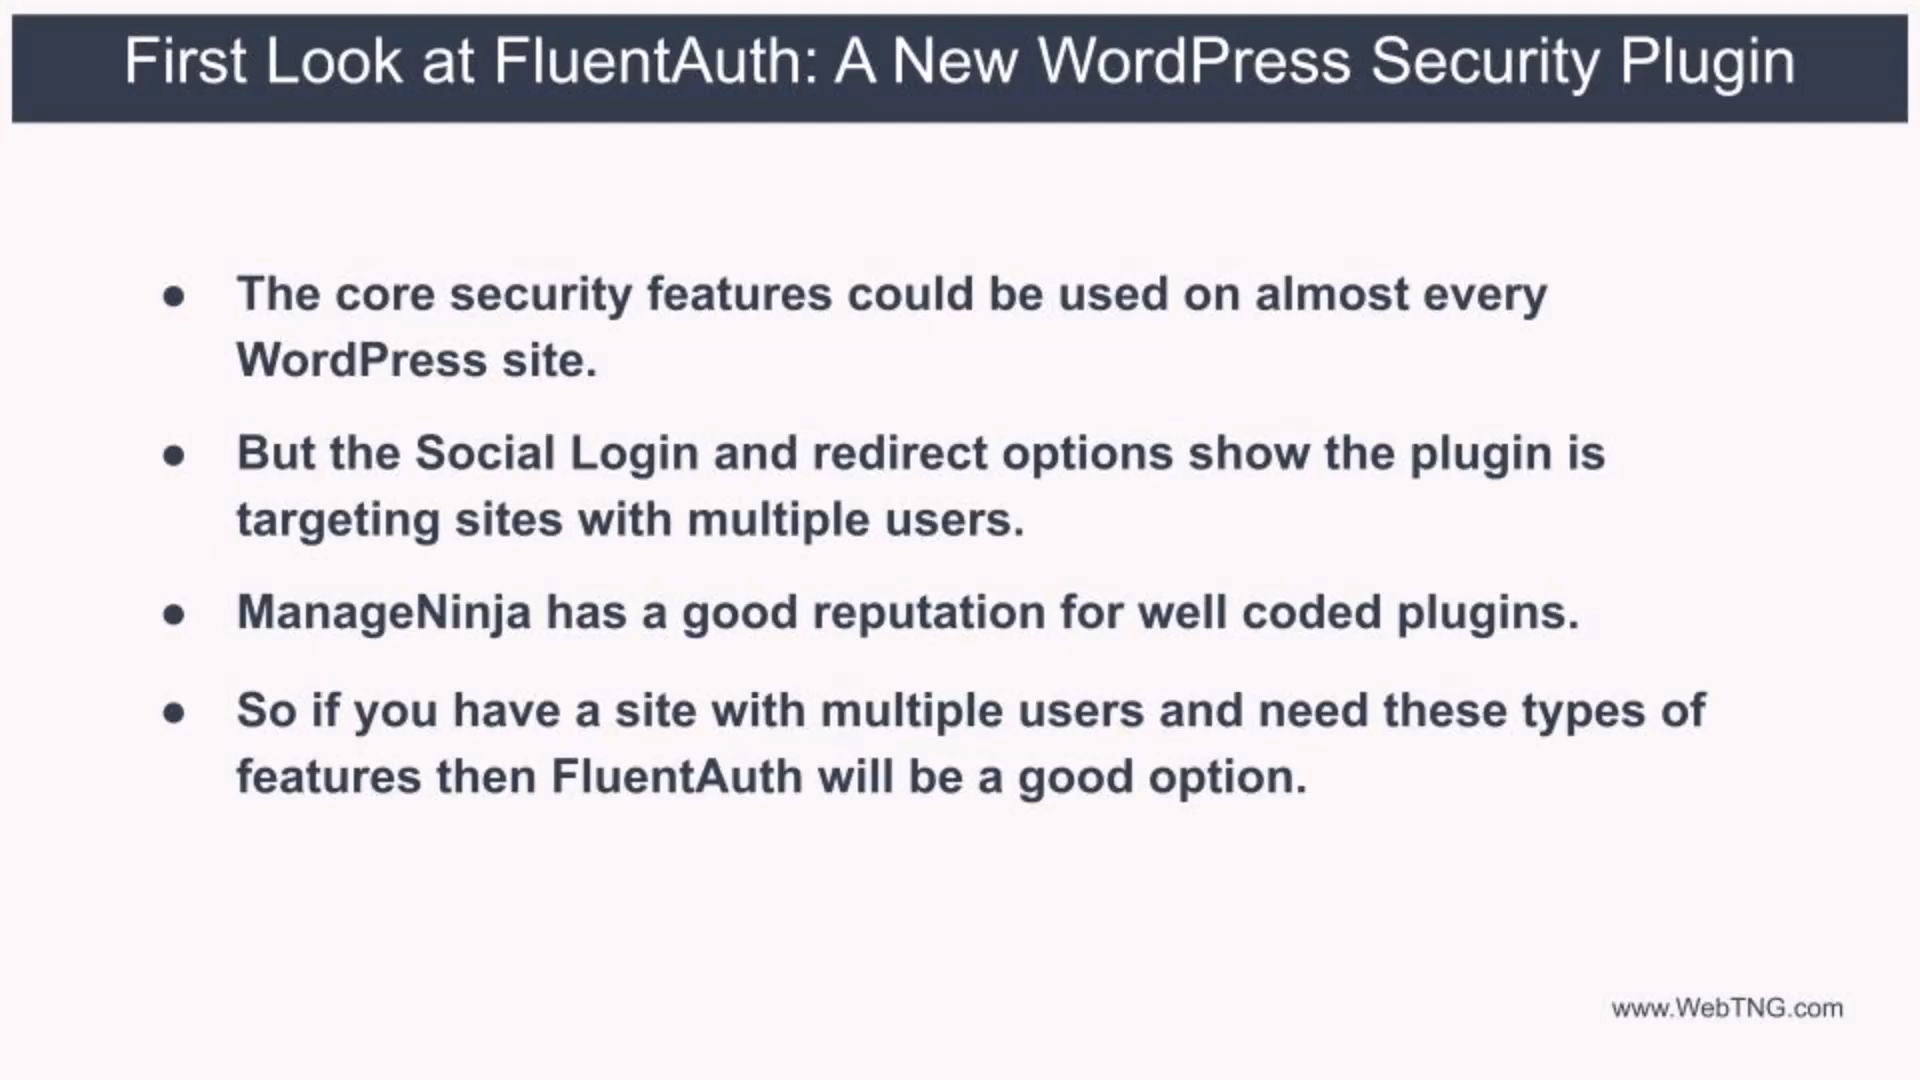 First Look at FluentAuth: A New WordPress Security Plugin
● The core security features could be used on almost every
WordPress site.
● But the Social Login and redirect options show the plugin is
targeting sites with multiple users.
● ManageNinja has a good reputation for well coded plugins.
● So if you have a site with multiple users and need these types of
features then FluentAuth will be a good option.
www.WebTNG.com